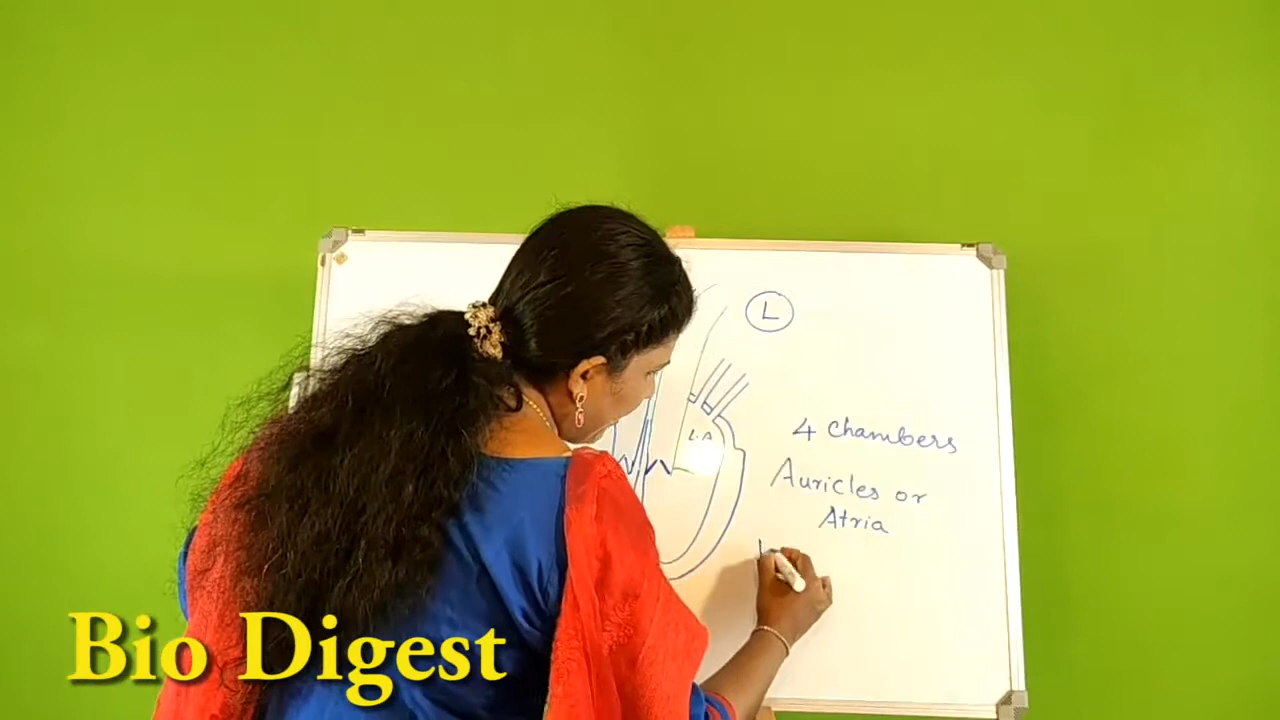 L
L.A
4 chambers
Auricles or
Atria
Bio Digest